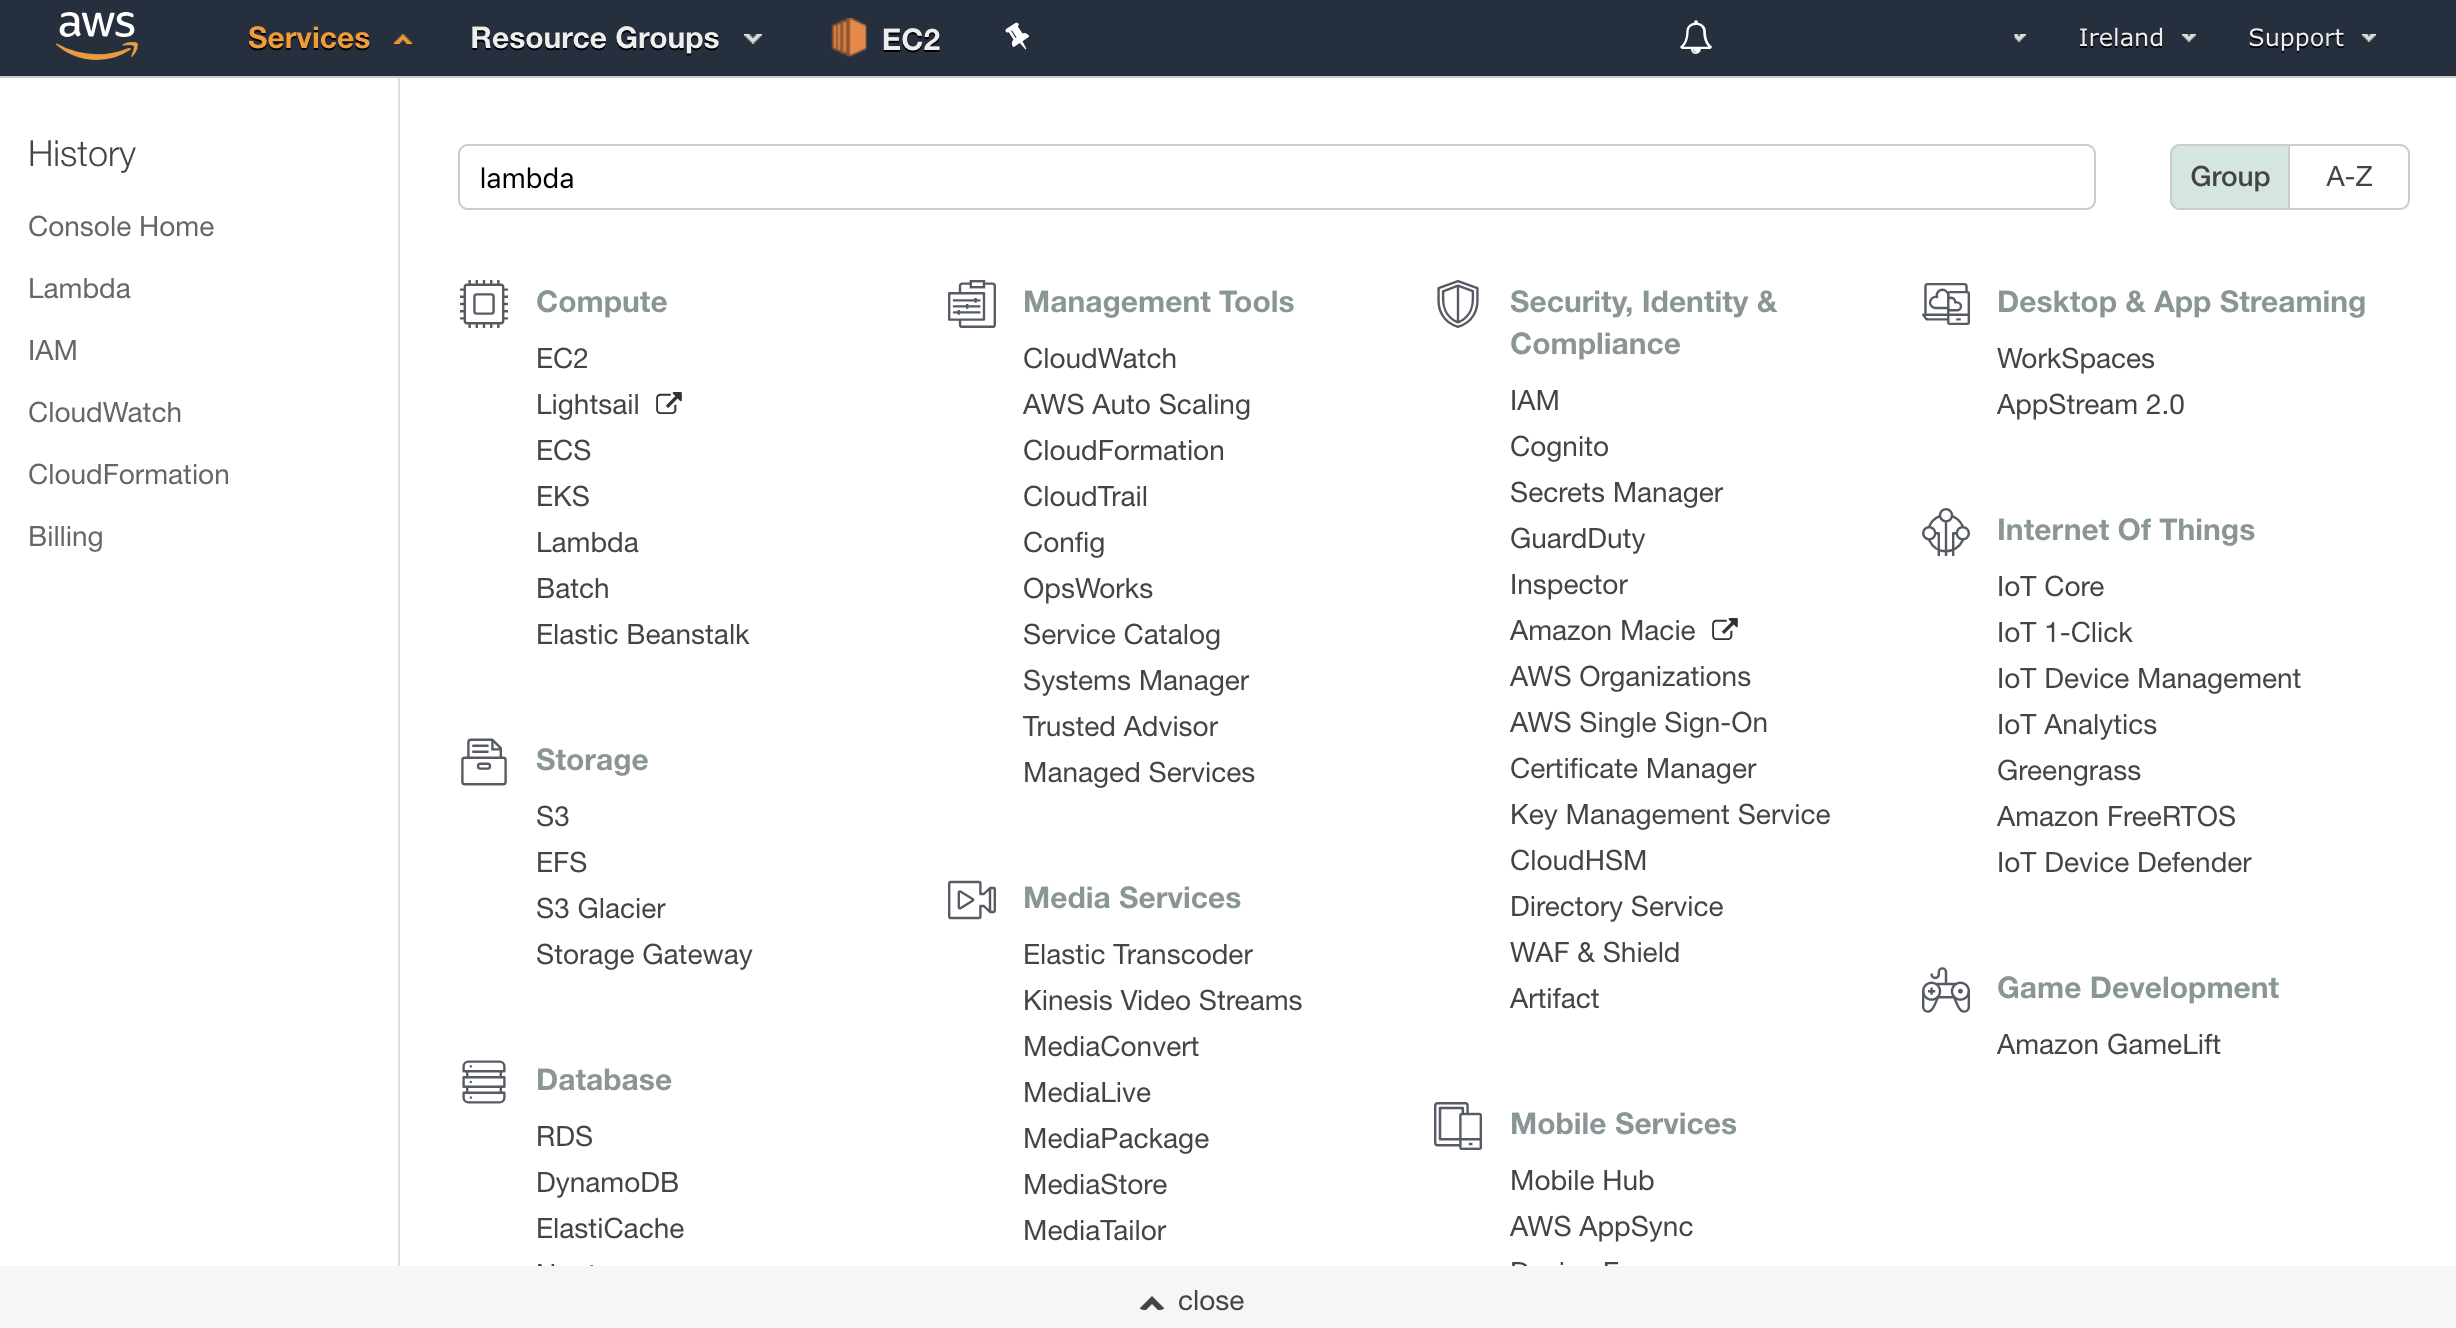 aws
Services
Resource Groups
EC2
Ireland
Support
History
Console Home
Lambda
IAM
CloudWatch
CloudFormation
Billing
lambda
Group
A-Z
Compute
EC2
Lightsail
ECS
EKS
Lambda
Batch
Elastic Beanstalk
Storage
S3
EFS
S3 Glacier
Storage Gateway
Database
RDS
DynamoDB
ElastiCache
Management Tools
CloudWatch
AWS Auto Scaling
CloudFormation
CloudTrail
Config
OpsWorks
Service Catalog
Systems Manager
Trusted Advisor
Managed Services
Media Services
Elastic Transcoder
Kinesis Video Streams
MediaConvert
MediaLive
MediaPackage
MediaStore
MediaTailor
Security, Identity &
Compliance
IAM
Cognito
Secrets Manager
GuardDuty
Inspector
Amazon Macie
AWS Organizations
AWS Single Sign-On
Certificate Manager
Key Management Service
CloudHSM
Directory Service
WAF & Shield
Artifact
Mobile Services
Mobile Hub
AWS AppSync
Desktop & App Streaming
WorkSpaces
AppStream 2.0
Internet Of Things
IoT Core
IoT 1-Click
IoT Device Management
IoT Analytics
Greengrass
Amazon FreeRTOS
IoT Device Defender
Game Development
Amazon GameLift
close